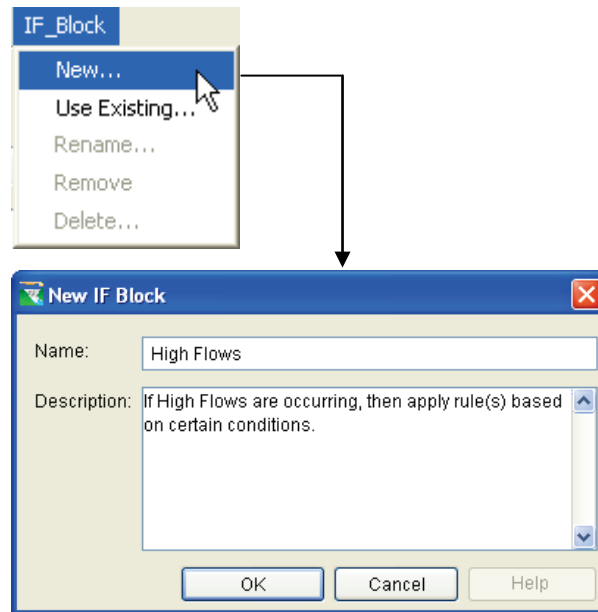 IF_Block
New...
Use Existing...
Rename...
Remove
Delete...
New IF Block
Name: High Flows
Description: If High Flows are occurring, then apply rule(s) based
on certain conditions.
OK Cancel Help